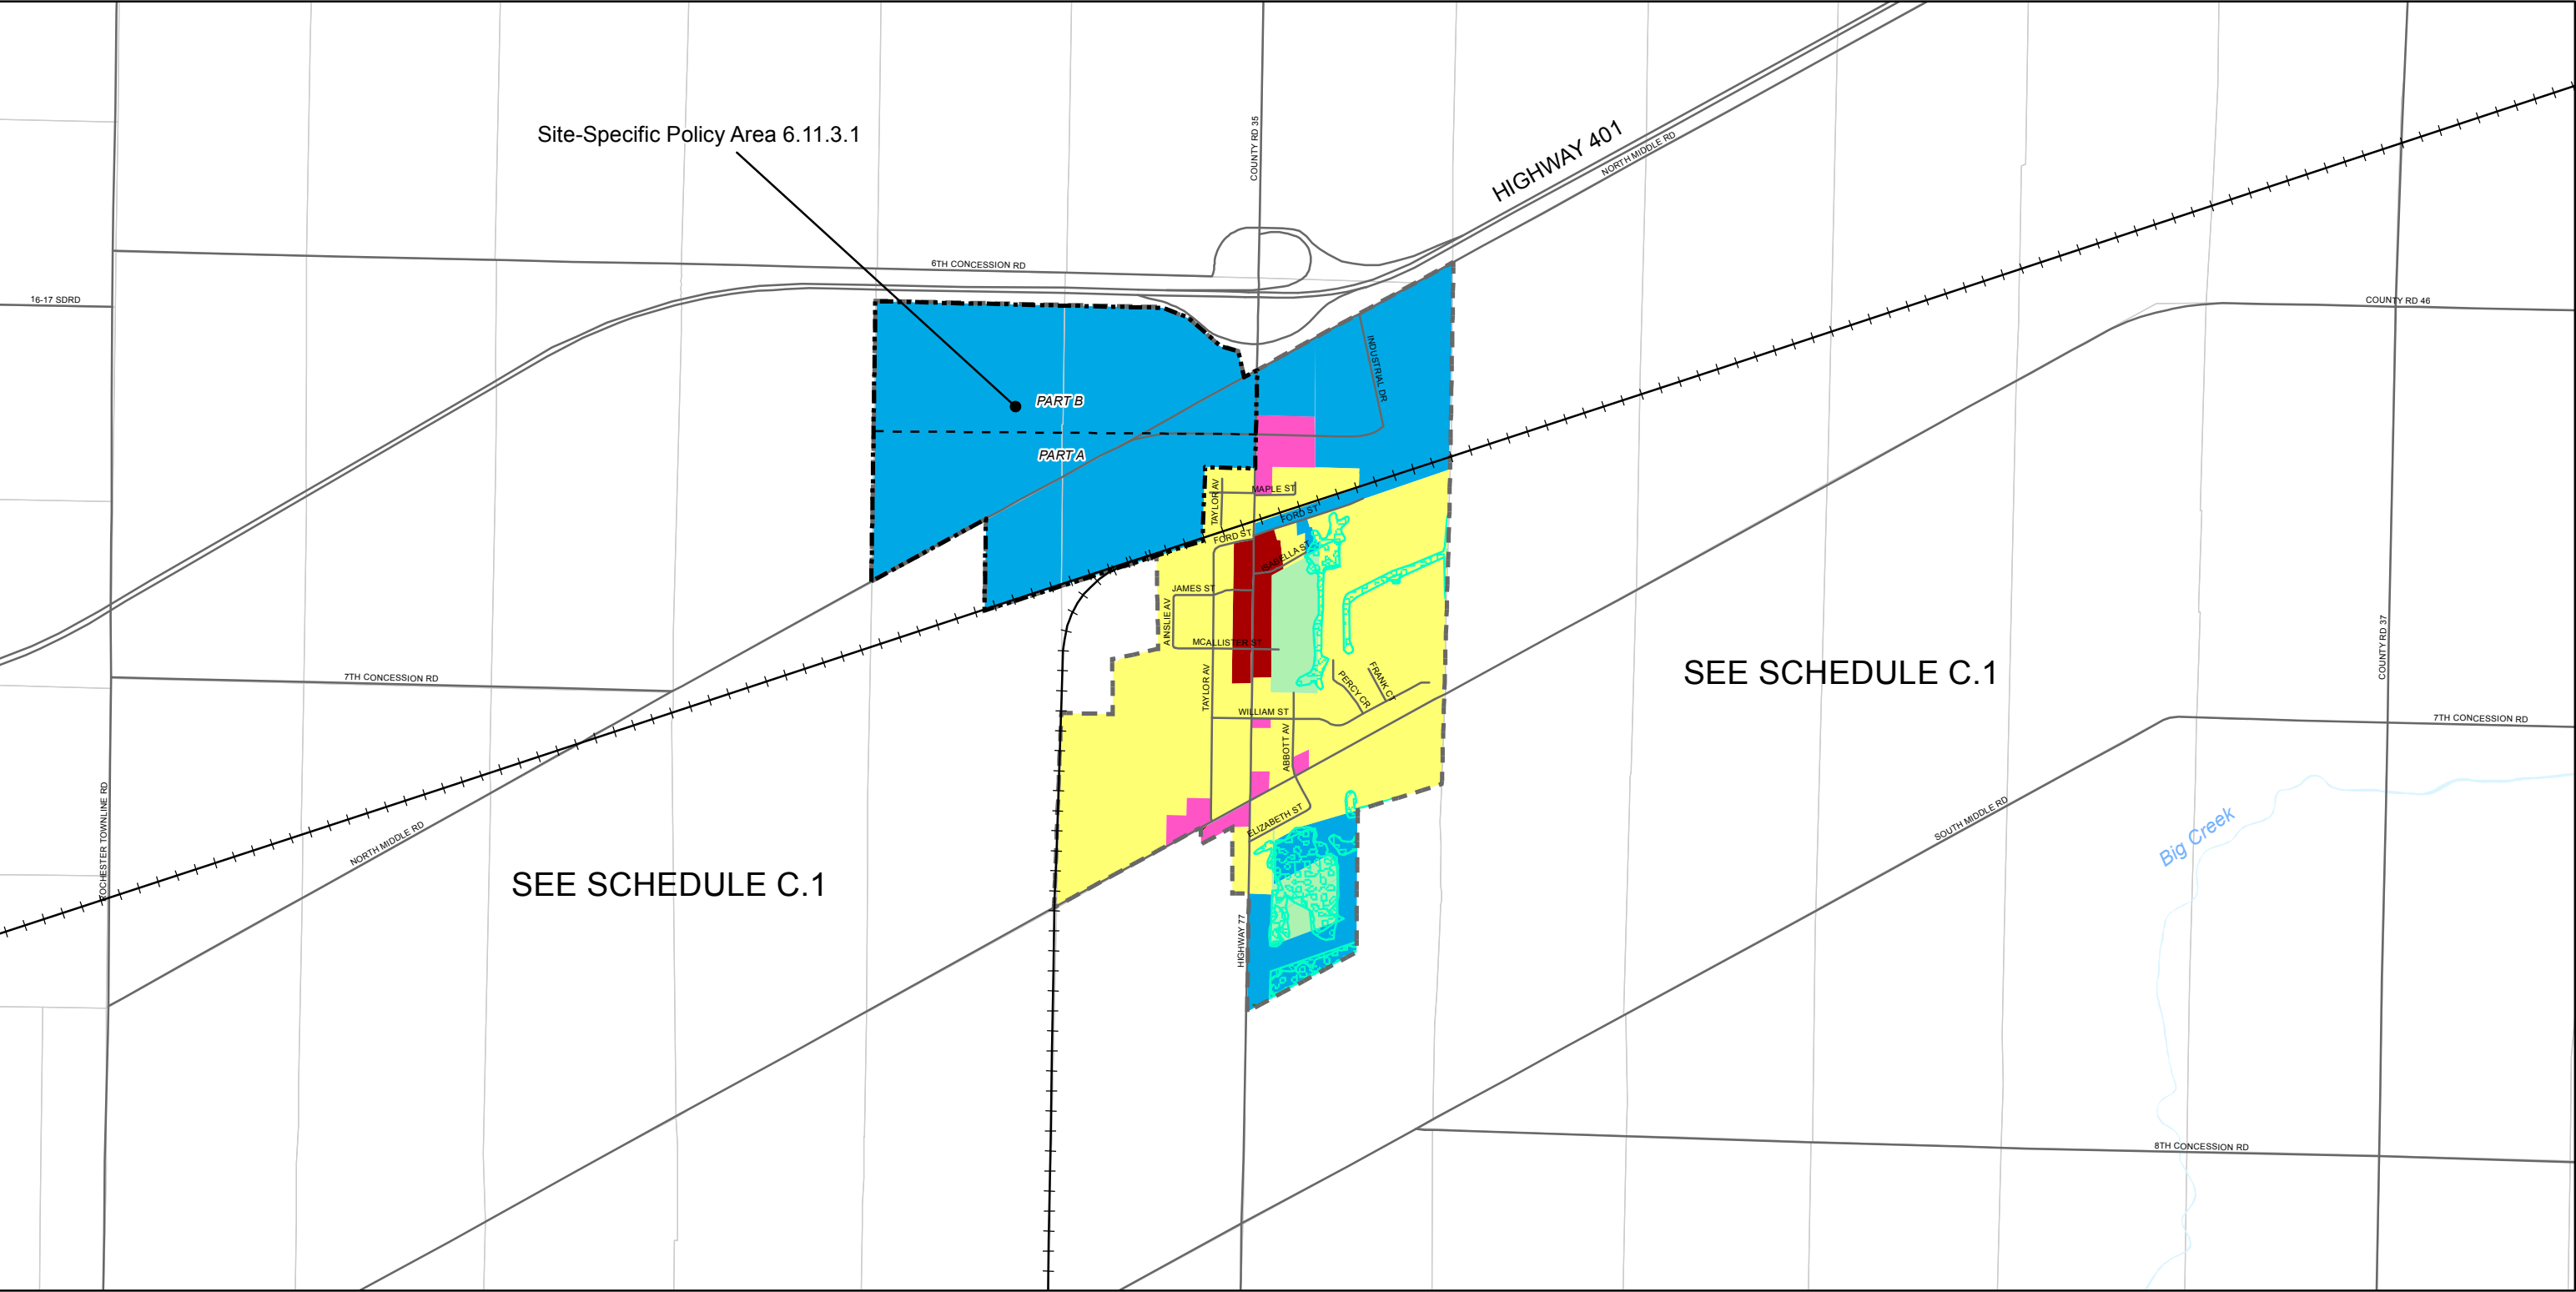 COUNTY RD 35
Site-Specific Policy Area 6.11.3.1
HIGHWAY 401
NORTH MIDDLE RD
6TH CONCESSION RD
16-17 SDRD
COUNTY RD 46
INDUSTRIAL DR
PART B
PART A
TAYLOR AV
MAPLE ST
FORD ST
FORD ST
ISABELLA ST
JAMES ST
AINSLIE AV
MCALLISTER ST
COUNTY RD 37
SEE SCHEDULE C.1
7TH CONCESSION RD
TAYLOR AV
PERCY CR
FRANK CT
WILLIAM ST
7TH CONCESSION RD
ABBOTT AV
ROCHESTER TOWNLINE RD
NORTH MIDDLE RD
ELIZABETH ST
SOUTH MIDDLE RD
Big Creek
SEE SCHEDULE C.1
HIGHWAY 77
8TH CONCESSION RD